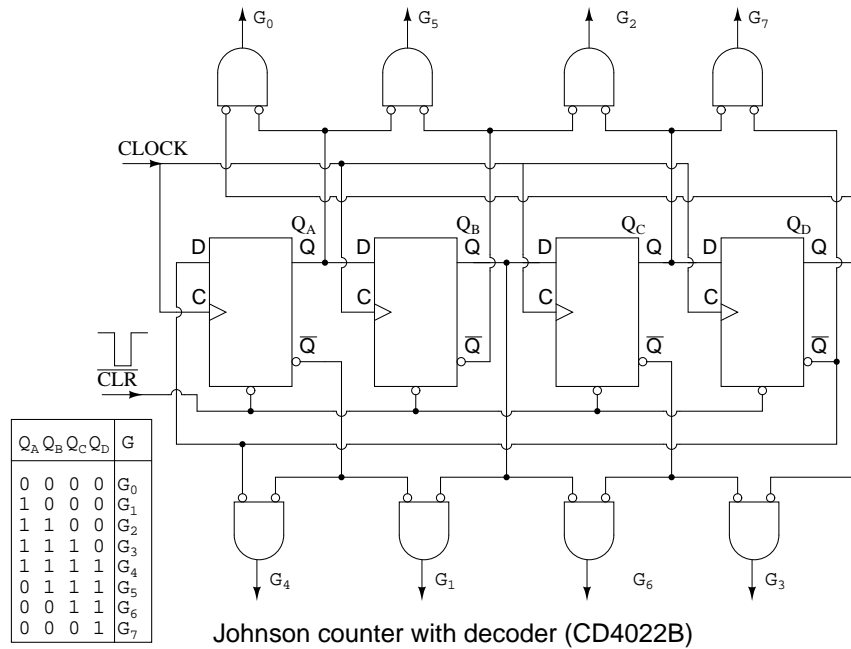 G0 G5 G2 G7
CLOCK
QA QB QC QD
D Q D Q D Q D Q
C C C C
Q̅ Q̅ Q̅ Q̅
C̅L̅R̅
QA QB QC QD G
0 0 0 0 G0
1 0 0 0 G1
1 1 0 0 G2
1 1 1 0 G3
1 1 1 1 G4
0 1 1 1 G5
0 0 1 1 G6
0 0 0 1 G7
G4 G1 G6 G3
Johnson counter with decoder (CD4022B)